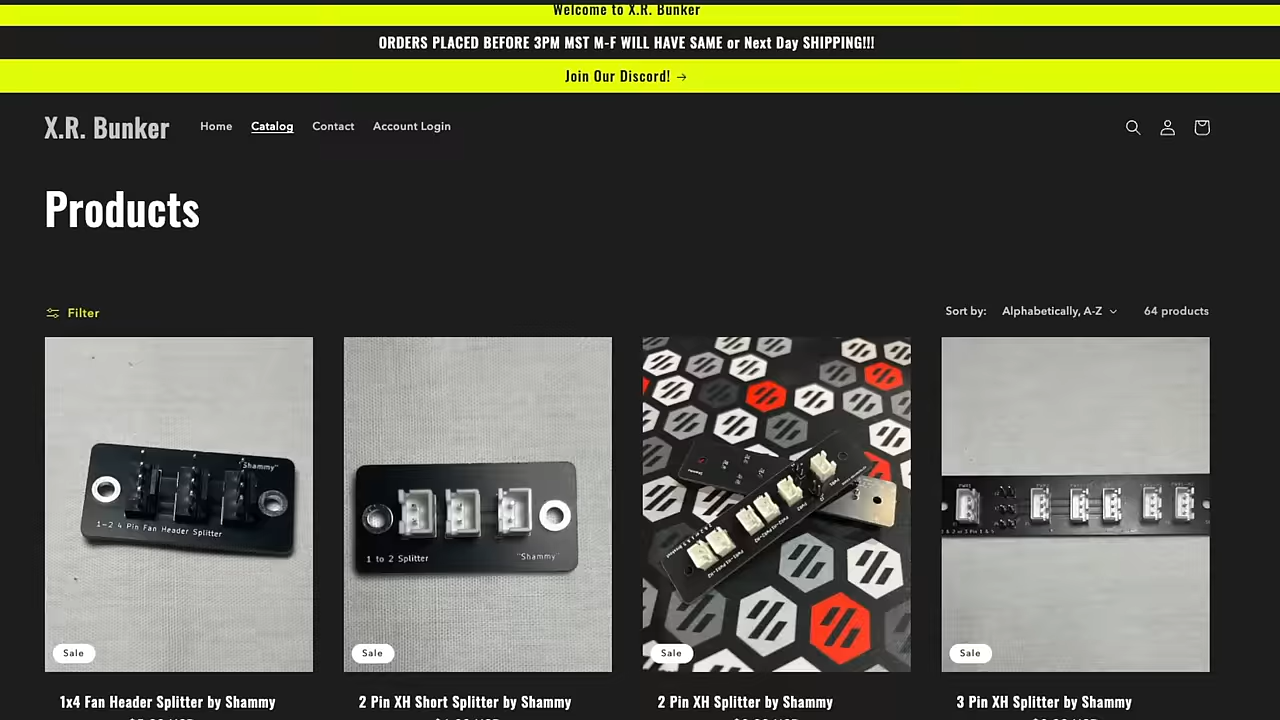 Welcome to X.R. Bunker
ORDERS PLACED BEFORE 3PM MST M-F WILL HAVE SAME or Next Day SHIPPING!!!
Join Our Discord! →
X.R. Bunker
Home
Catalog
Contact
Account Login
Products
Filter
Sort by:
Alphabetically, A-Z
64 products
"Shammy"
1-2 4 Pin Fan Header Splitter
1 to 2 Splitter
"Shammy"
Sale
Sale
Sale
Sale
1x4 Fan Header Splitter by Shammy
2 Pin XH Short Splitter by Shammy
2 Pin XH Splitter by Shammy
3 Pin XH Splitter by Shammy